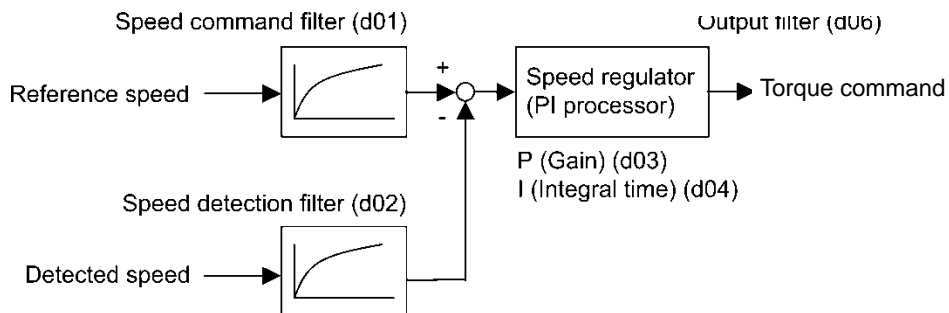 Speed command filter (d01)
Output filter (d06)
Reference speed
+
-
Speed regulator
(PI processor)
Torque command
P (Gain) (d03)
I (Integral time) (d04)
Speed detection filter (d02)
Detected speed